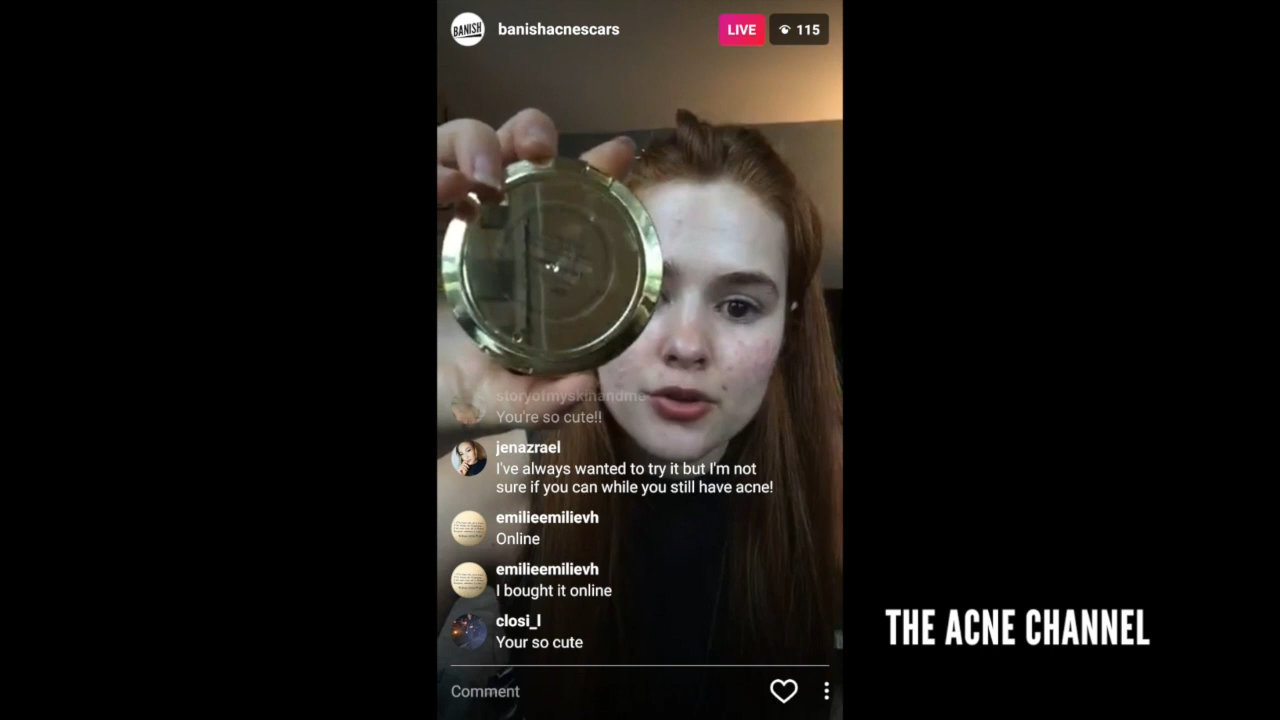 BANISH
banishacnescars
LIVE
115
storyofmyskinandme
You're so cute!!
jenazrael
I've always wanted to try it but I'm not
sure if you can while you still have acne!
emilieemilievh
Online
emilieemilievh
I bought it online
closi_l
Your so cute
THE ACNE CHANNEL
Comment